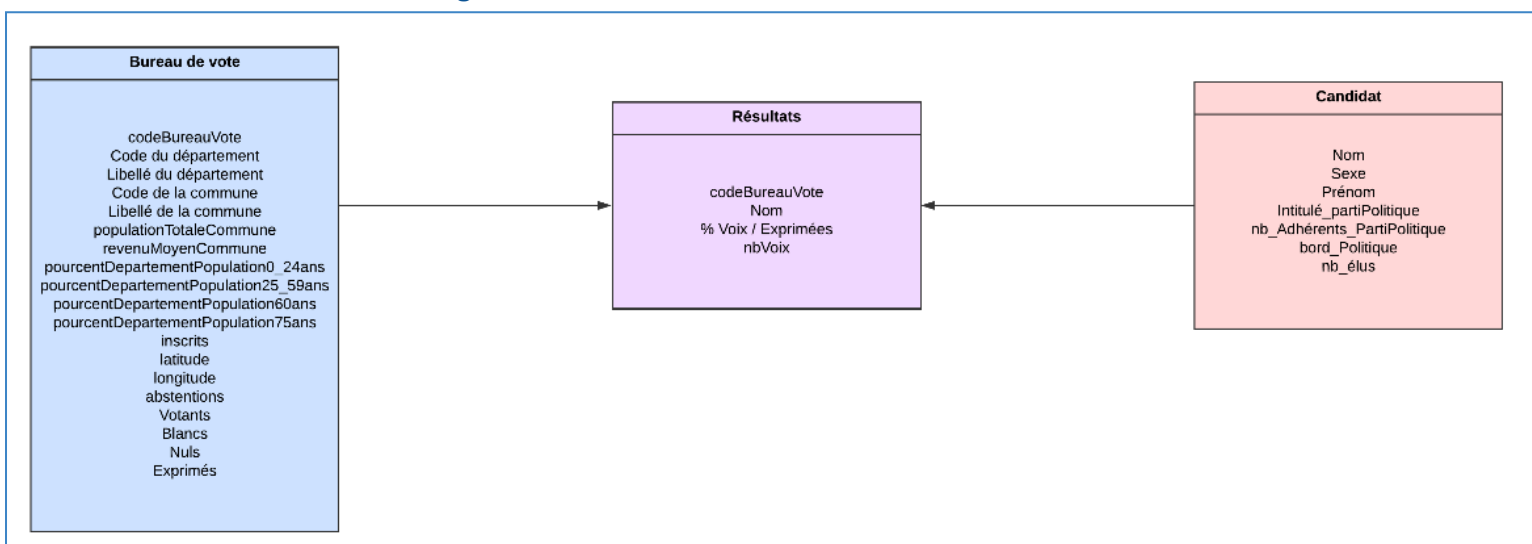 Bureau de vote
codeBureauVote
Code du département
Libellé du département
Code de la commune
Libellé de la commune
populationTotaleCommune
revenuMoyenCommune
pourcentDepartementPopulation0_24ans
pourcentDepartementPopulation25_59ans
pourcentDepartementPopulation60ans
pourcentDepartementPopulation75ans
inscrits
latitude
longitude
abstentions
Votants
Blancs
Nuls
Exprimés
Résultats
codeBureauVote
Nom
% Voix / Exprimées
nbVoix
Candidat
Nom
Sexe
Prénom
Intitulé_partiPolitique
nb_Adhérents_PartiPolitique
bord_Politique
nb_élus